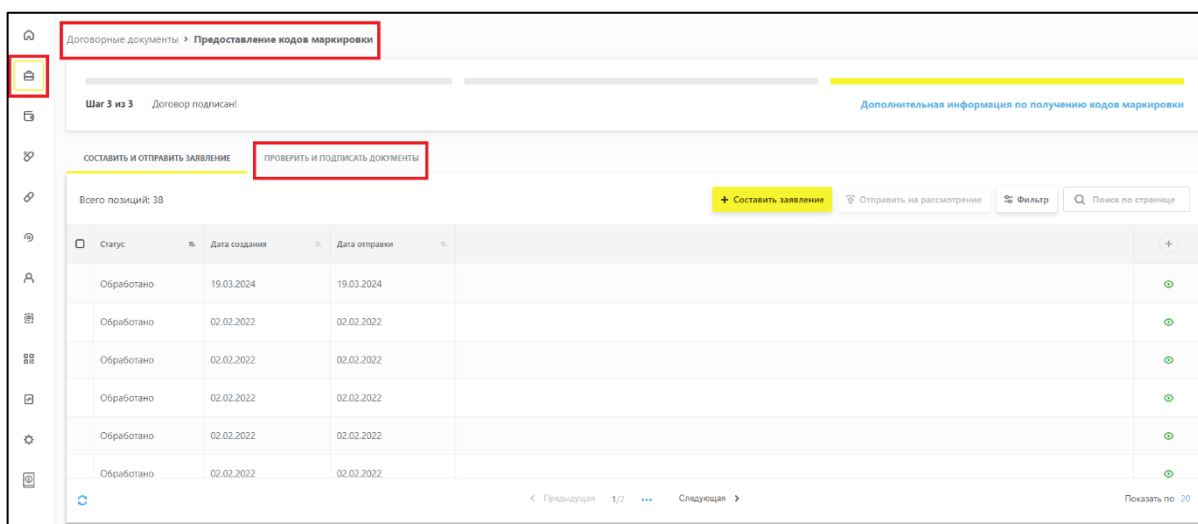 Договорные документы > Предоставление кодов маркировки
Шаг 3 из 3 Договор подписан! Дополнительная информация по получению кодов маркировки
СОСТАВИТЬ И ОТПРАВИТЬ ЗАЯВЛЕНИЕ ПРОВЕРИТЬ И ПОДПИСАТЬ ДОКУМЕНТЫ
Всего позиций: 38 + Составить заявление Отправить на рассмотрение Фильтр Поиск по странице
Статус Дата создания Дата отправки
Обработано 19.03.2024 19.03.2024
Обработано 02.02.2022 02.02.2022
Обработано 02.02.2022 02.02.2022
Обработано 02.02.2022 02.02.2022
Обработано 02.02.2022 02.02.2022
Обработано 02.02.2022 02.02.2022
< Предыдущая 1/2 ••• Следующая > Показать по 20